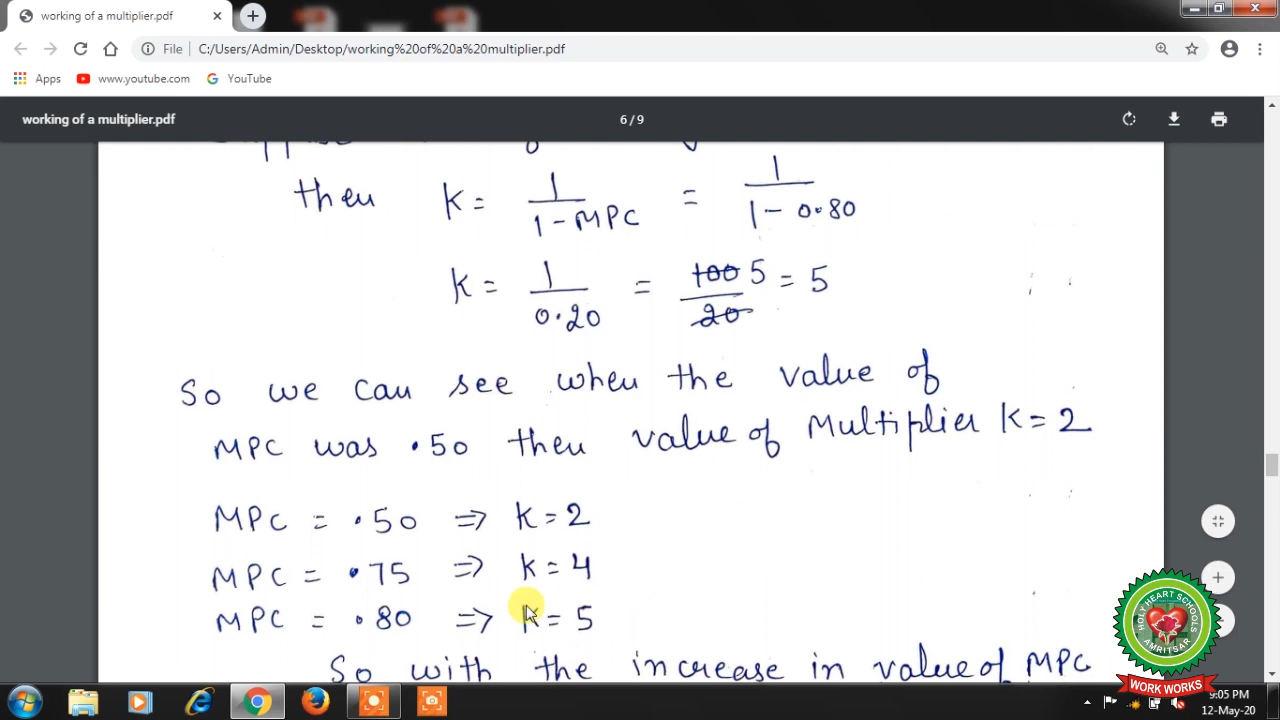 working of a multiplier.pdf
File C:/Users/Admin/Desktop/working%20of%20a%20multiplier.pdf
Apps www.youtube.com YouTube
working of a multiplier.pdf 6 / 9
then k = 1/1 - MPC = 1/1 - 0.80
k = 1/0.20 = 100 5/20 = 5
So we can see when the value of
MPC was .50 then value of Multiplier k = 2
MPC = .50 => k = 2
MPC = .75 => k = 4
MPC = .80 => k = 5
So with the increase in value of MPC
HOLY HEART SCHOOLS
AMRITSAR
WORK WORKS
9:05 PM
12-May-20